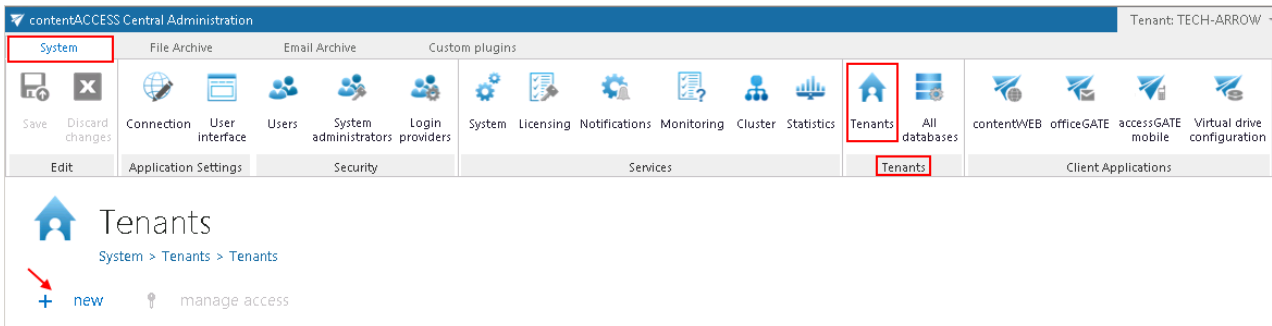 contentACCESS Central Administration
Tenant: TECH-ARROW
System File Archive Email Archive Custom plugins
Save Discard changes Connection User interface Users System administrators Login providers System Licensing Notifications Monitoring Cluster Statistics Tenants All databases contentWEB officeGATE accessGATE mobile Virtual drive configuration
Edit Application Settings Security Services Tenants Client Applications
Tenants
System > Tenants > Tenants
+ new manage access